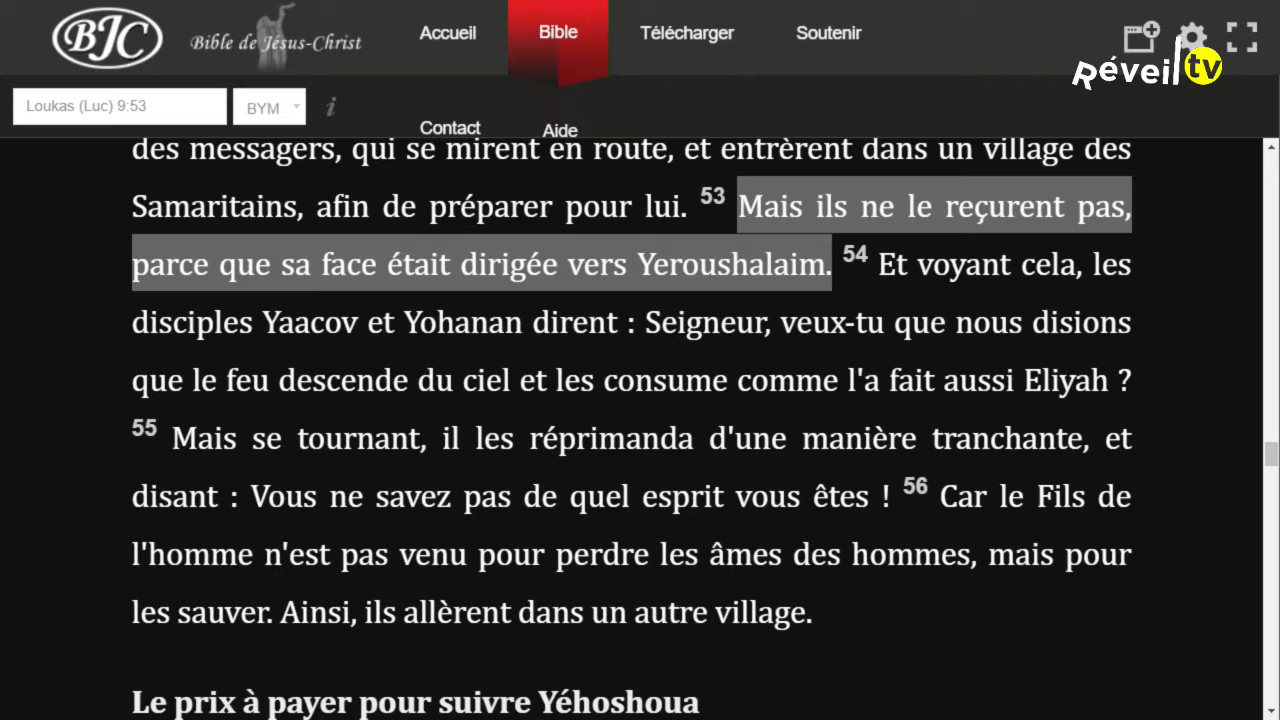 BJC
Bible de Jésus-Christ
Accueil
Bible
Télécharger
Soutenir
Réveil tv
Loukas (Luc) 9:53
BYM
i
Contact
Aide
des messagers, qui se mirent en route, et entrèrent dans un village des
Samaritains, afin de préparer pour lui. 53 Mais ils ne le reçurent pas,
parce que sa face était dirigée vers Yeroushalaim. 54 Et voyant cela, les
disciples Yaacov et Yohanan dirent : Seigneur, veux-tu que nous disions
que le feu descende du ciel et les consume comme l'a fait aussi Eliyah ?
55 Mais se tournant, il les réprimanda d'une manière tranchante, et
disant : Vous ne savez pas de quel esprit vous êtes ! 56 Car le Fils de
l'homme n'est pas venu pour perdre les âmes des hommes, mais pour
les sauver. Ainsi, ils allèrent dans un autre village.
Le prix à payer pour suivre Yéhoshoua